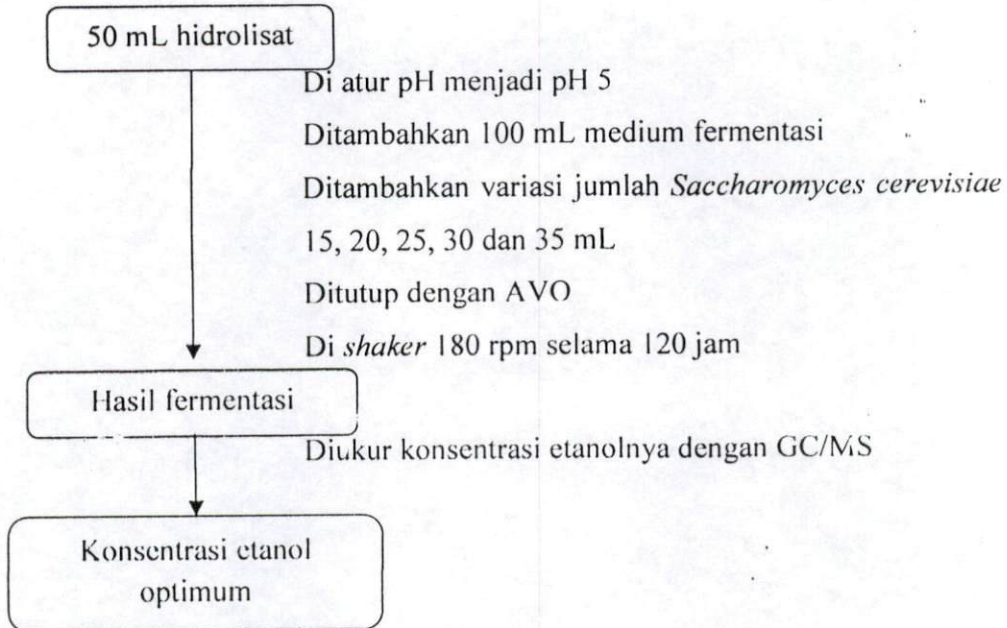 50 mL hidrolisat
Di atur pH menjadi pH 5
Ditambahkan 100 mL medium fermentasi
Ditambahkan variasi jumlah Saccharomyces cerevisiae
15, 20, 25, 30 dan 35 mL
Ditutup dengan AVO
Di shaker 180 rpm selama 120 jam
Hasil fermentasi
Diukur konsentrasi etanolnya dengan GC/MS
Konsentrasi etanol
optimum